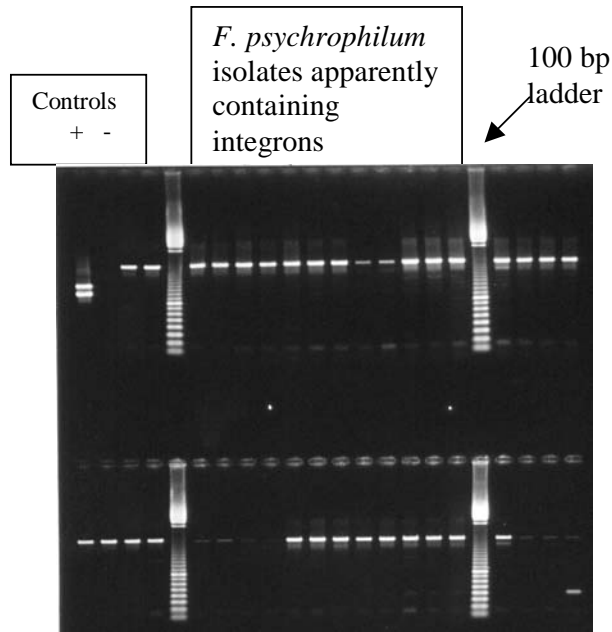 Controls
+ -
F. psychrophilum
isolates apparently
containing
integrons
100 bp
ladder